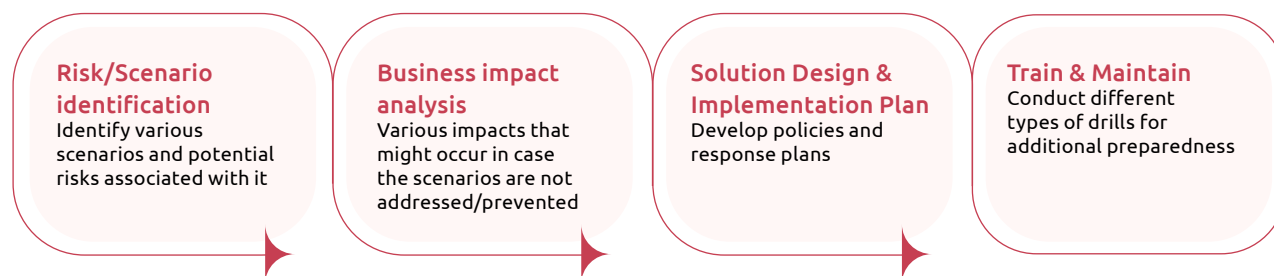 Risk/Scenario
identification
Identify various
scenarios and potential
risks associated with it
Business impact
analysis
Various impacts that
might occur in case
the scenarios are not
addressed/prevented
Solution Design &
Implementation Plan
Develop policies and
response plans
Train & Maintain
Conduct different
types of drills for
additional preparedness